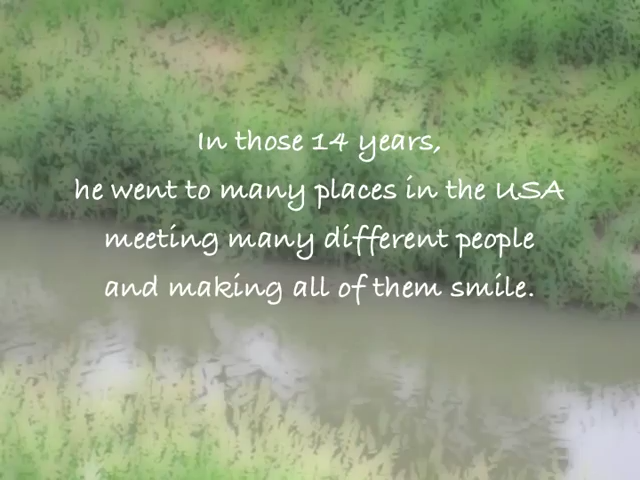 In those 14 years,
he went to many places in the USA
meeting many different people
and making all of them smile.